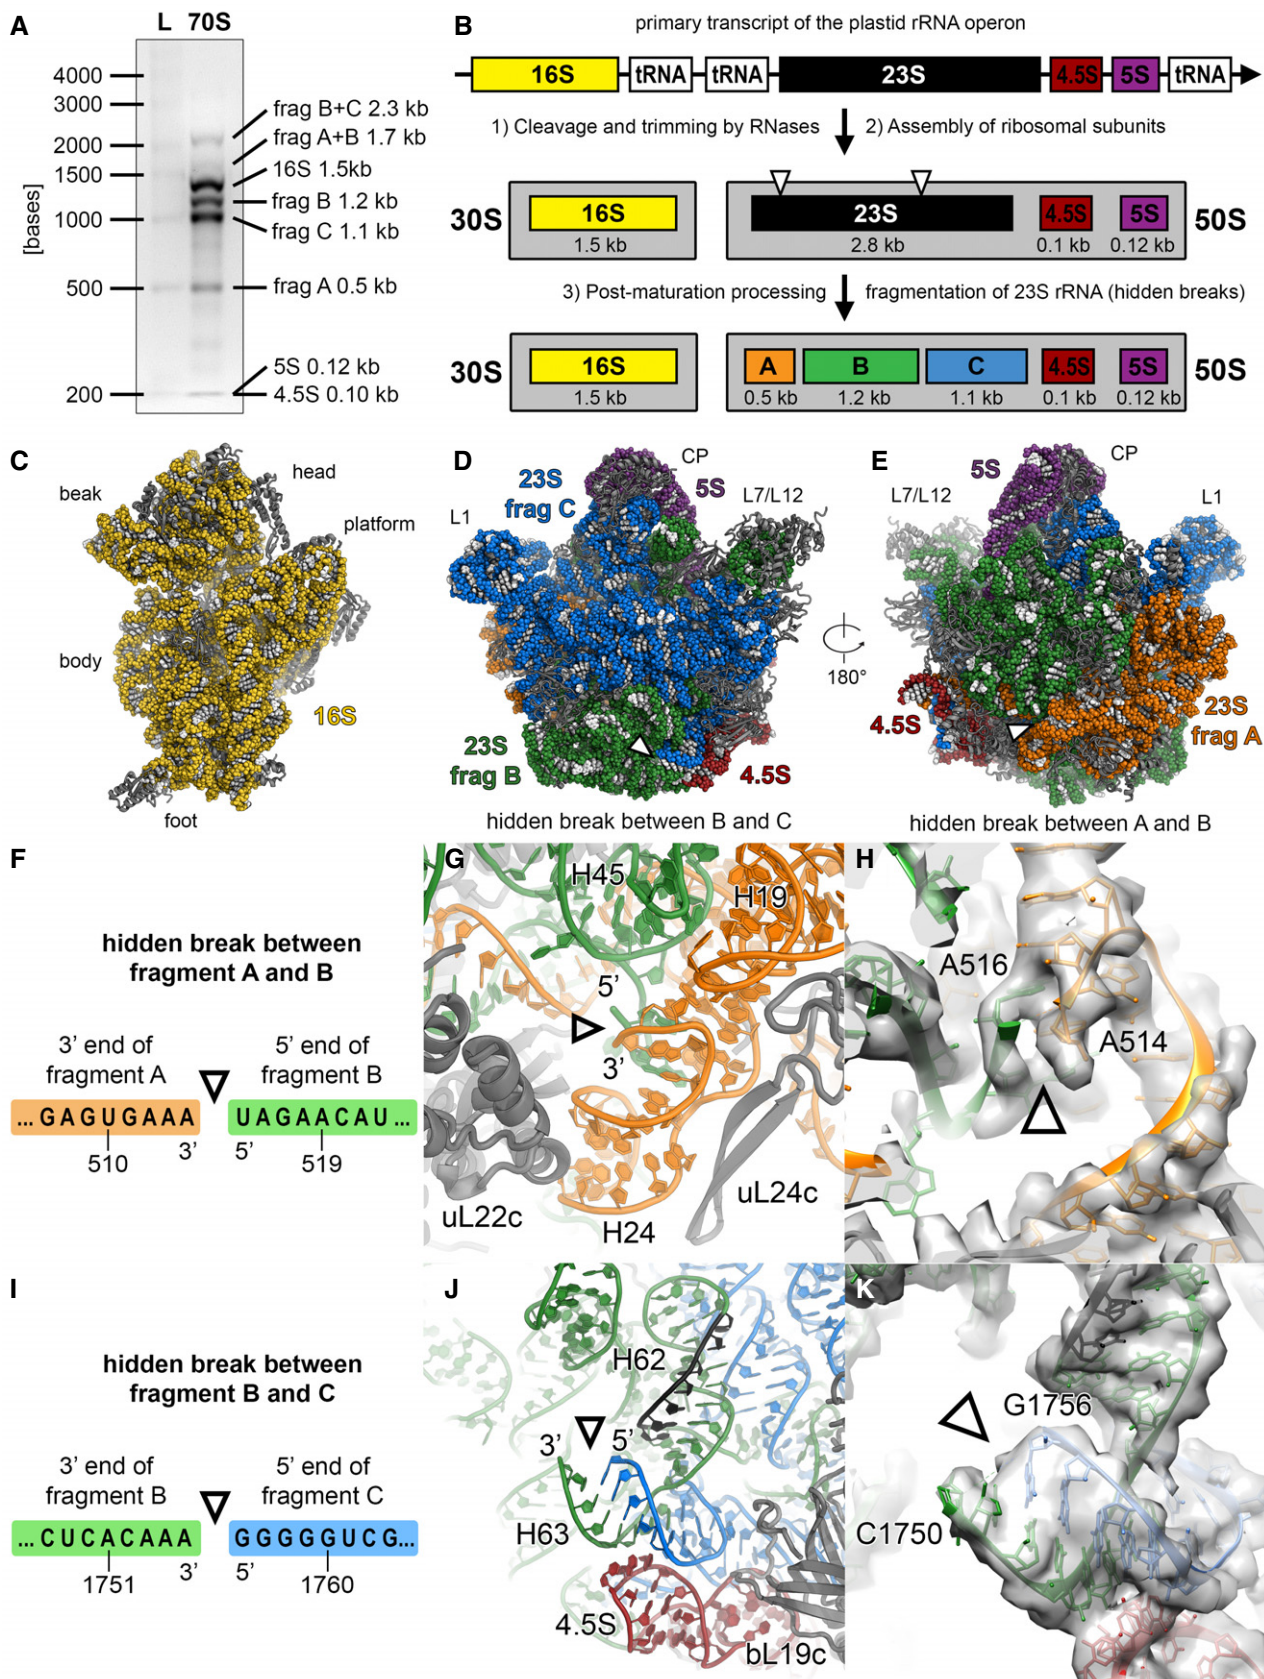 A
L 70S
4000
3000
2000
1500
1000
500
200
[bases]
frag B+C 2.3 kb
frag A+B 1.7 kb
16S 1.5kb
frag B 1.2 kb
frag C 1.1 kb
frag A 0.5 kb
5S 0.12 kb
4.5S 0.10 kb
B
primary transcript of the plastid rRNA operon
16S tRNA tRNA 23S 4.5S 5S tRNA
1) Cleavage and trimming by RNases 2) Assembly of ribosomal subunits
30S 16S 23S 4.5S 5S 50S
1.5 kb 2.8 kb 0.1 kb 0.12 kb
3) Post-maturation processing fragmentation of 23S rRNA (hidden breaks)
30S 16S A B C 4.5S 5S 50S
1.5 kb 0.5 kb 1.2 kb 1.1 kb 0.1 kb 0.12 kb
C
head
beak
platform
body
16S
foot
D
CP
5S
23S
frag C
L7/L12
L1
23S
frag B
4.5S
hidden break between B and C
180°
E
5S
CP
L7/L12
L1
4.5S
23S
frag A
hidden break between A and B
F
hidden break between
fragment A and B
3’ end of
fragment A
5’ end of
fragment B
... G A G U G A A A
U A G A A C A U ...
510 3’
5’ 519
G
H45
H19
5’
3’
uL22c
H24
uL24c
H
A516
A514
I
hidden break between
fragment B and C
3’ end of
fragment B
5’ end of
fragment C
... C U C A C A A A
G G G G G U C G...
1751 3’
5’ 1760
J
H62
3’ 5’
H63
4.5S
bL19c
K
G1756
C1750